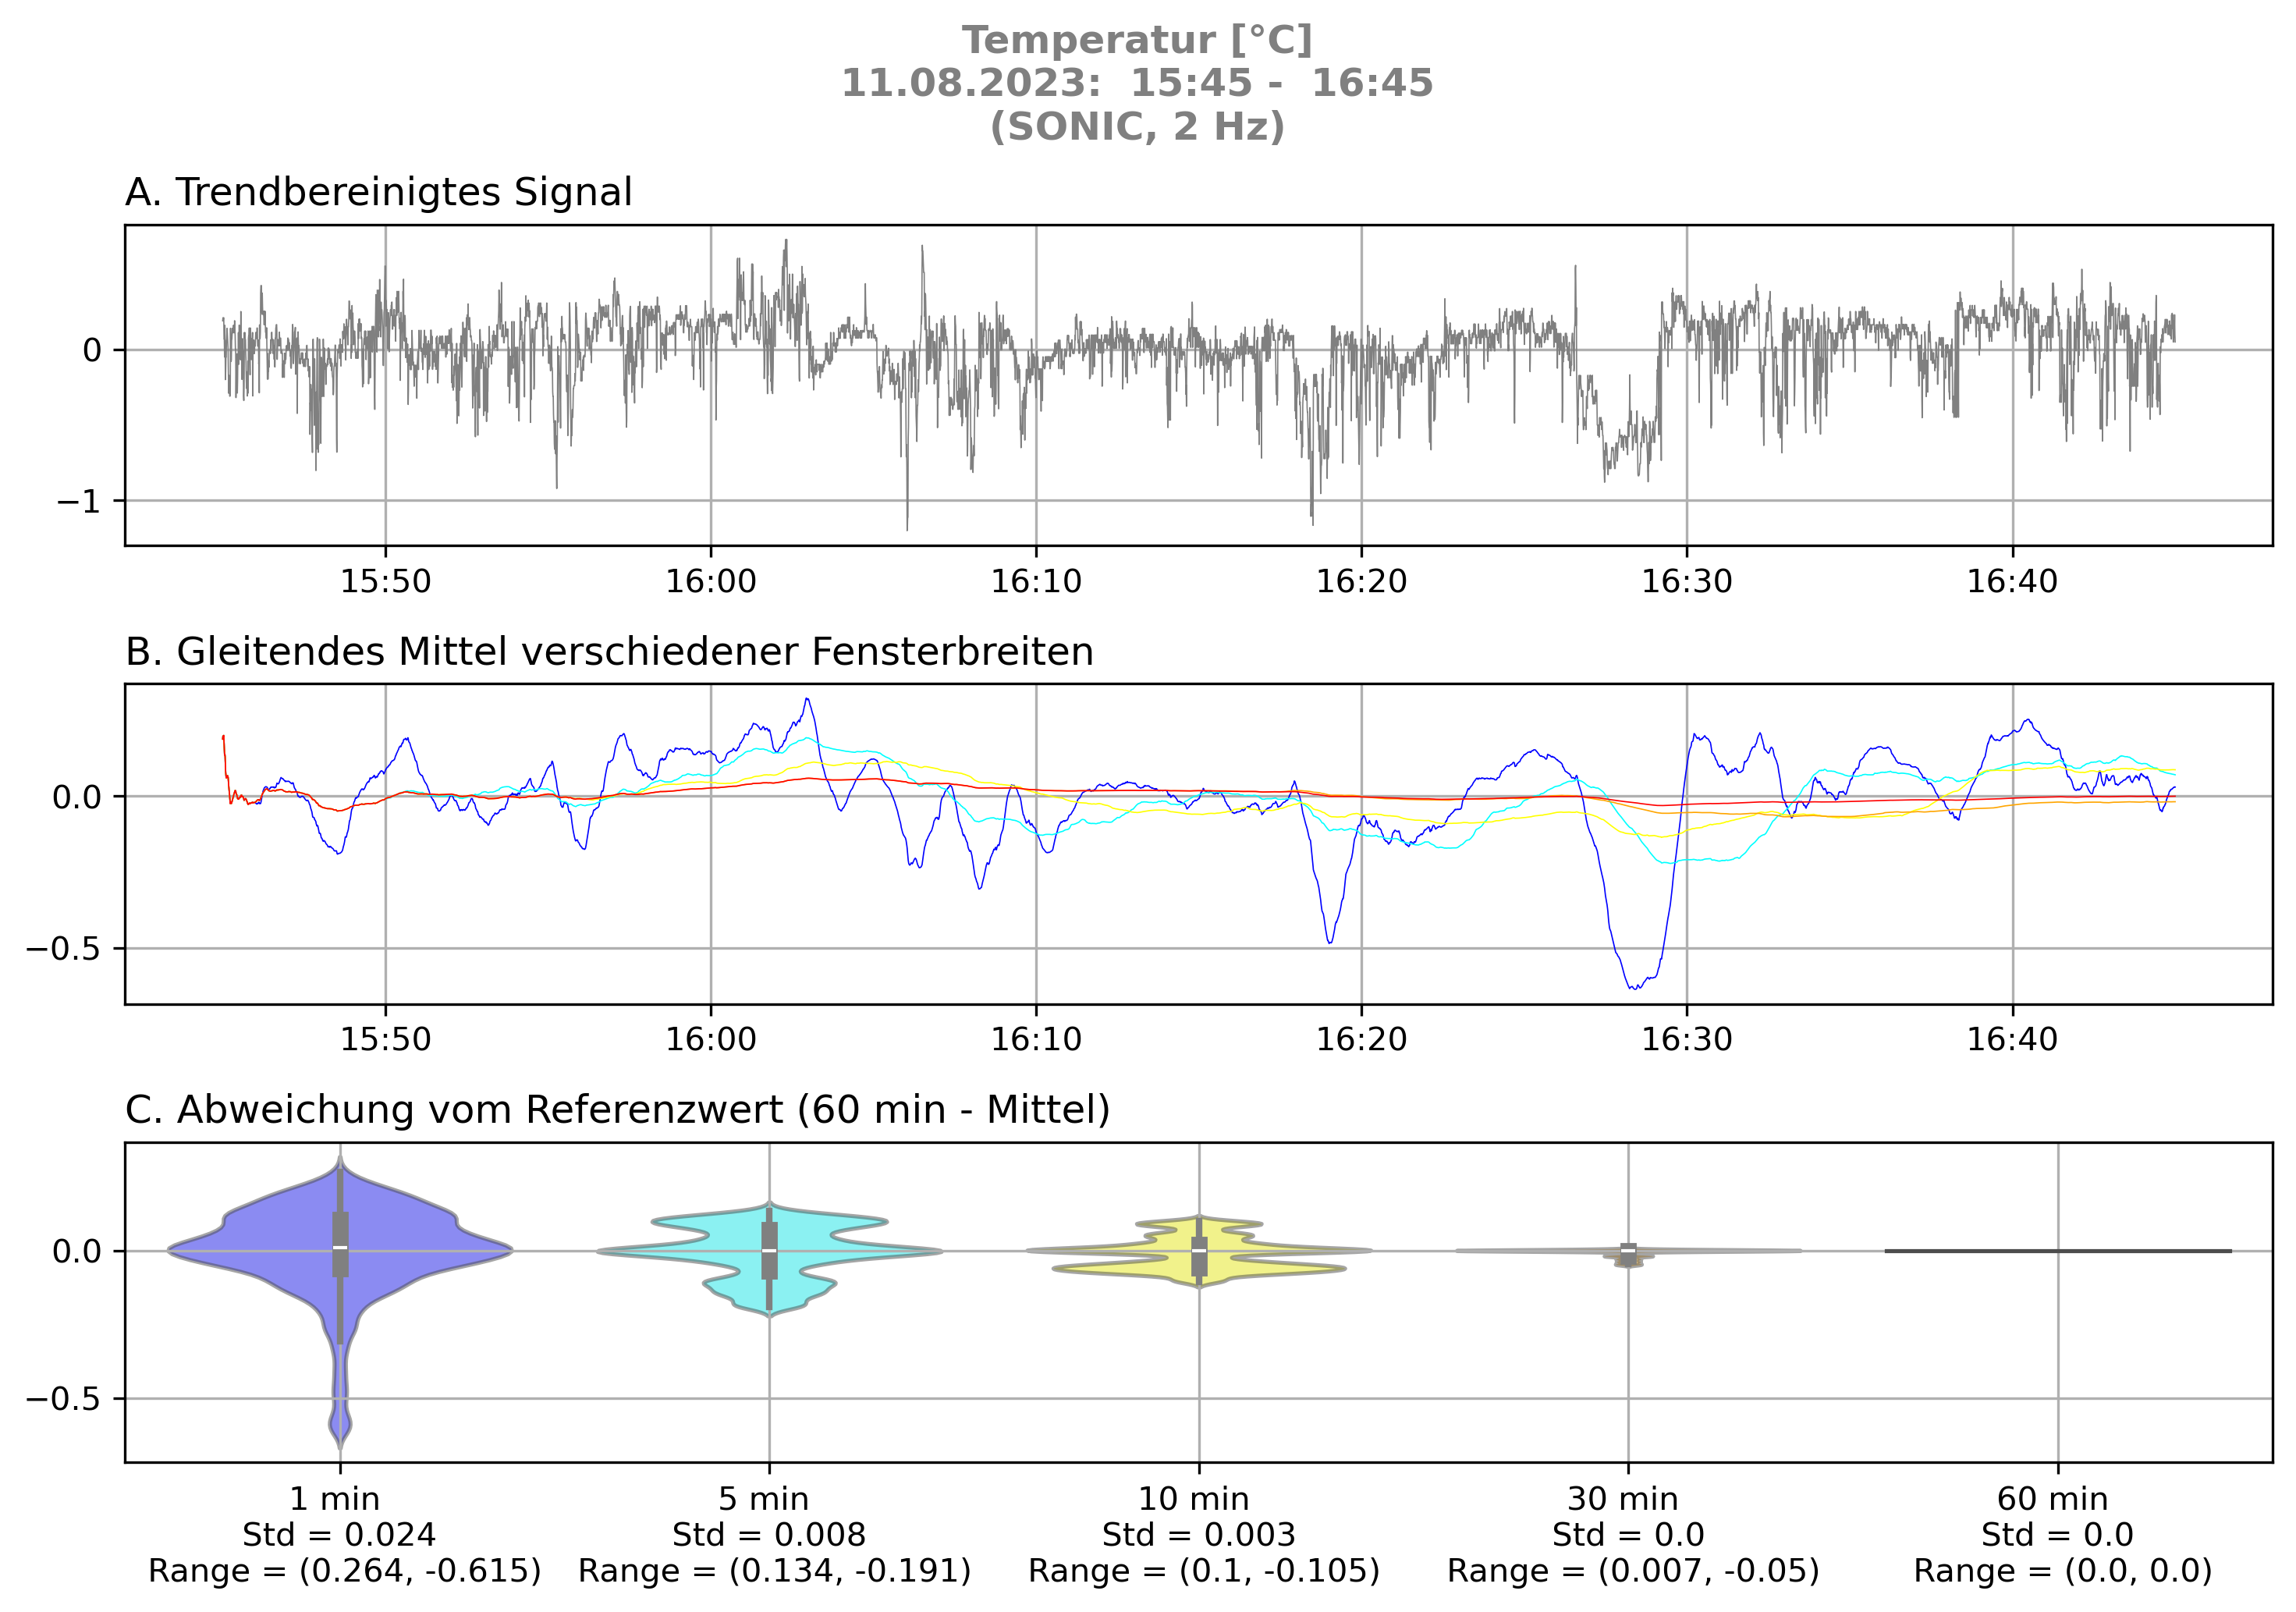 Temperatur [°C]
11.08.2023:  15:45 -  16:45
(SONIC, 2 Hz)
A. Trendbereinigtes Signal
0
−1
15:50 16:00 16:10 16:20 16:30 16:40
B. Gleitendes Mittel verschiedener Fensterbreiten
0.0
−0.5
15:50 16:00 16:10 16:20 16:30 16:40
C. Abweichung vom Referenzwert (60 min - Mittel)
0.0
−0.5
1 min 5 min 10 min 30 min 60 min
Std = 0.024 Std = 0.008 Std = 0.003 Std = 0.0 Std = 0.0
Range = (0.264, -0.615) Range = (0.134, -0.191) Range = (0.1, -0.105) Range = (0.007, -0.05) Range = (0.0, 0.0)